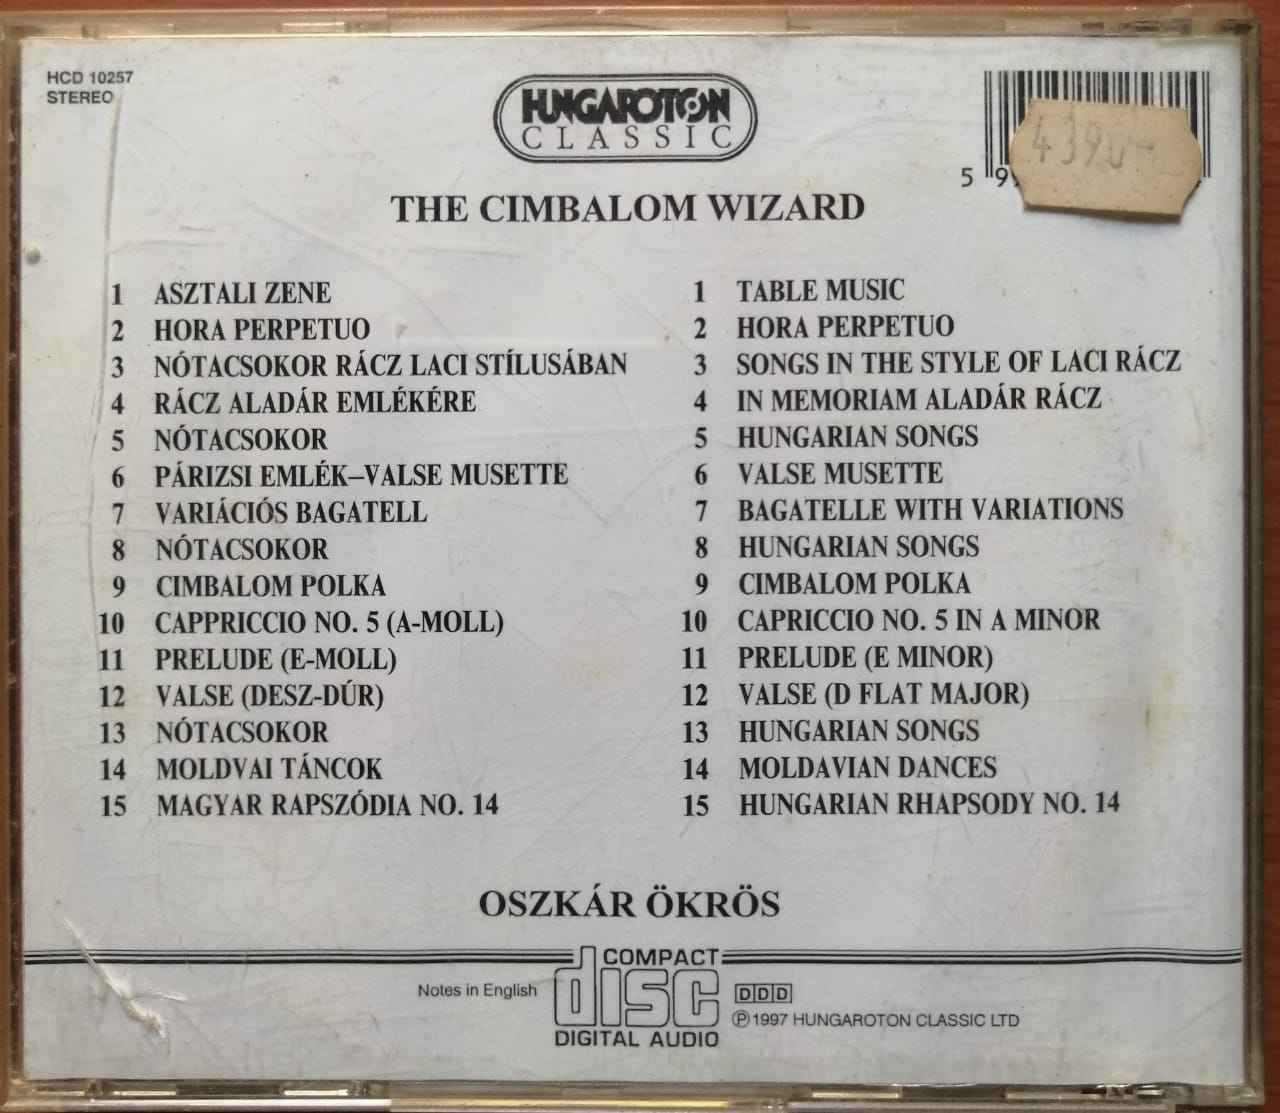 HCD 10257
STEREO
HUNGAROTON
CLASSIC
5 9
4390-
THE CIMBALOM WIZARD
1 ASZTALI ZENE
2 HORA PERPETUO
3 NÓTACSOKOR RÁCZ LACI STÍLUSÁBAN
4 RÁCZ ALADÁR EMLÉKÉRE
5 NÓTACSOKOR
6 PÁRIZSI EMLÉK–VALSE MUSETTE
7 VARIÁCIÓS BAGATELL
8 NÓTACSOKOR
9 CIMBALOM POLKA
10 CAPPRICCIO NO. 5 (A-MOLL)
11 PRELUDE (E-MOLL)
12 VALSE (DESZ-DÚR)
13 NÓTACSOKOR
14 MOLDVAI TÁNCOK
15 MAGYAR RAPSZÓDIA NO. 14
1 TABLE MUSIC
2 HORA PERPETUO
3 SONGS IN THE STYLE OF LACI RÁCZ
4 IN MEMORIAM ALADÁR RÁCZ
5 HUNGARIAN SONGS
6 VALSE MUSETTE
7 BAGATELLE WITH VARIATIONS
8 HUNGARIAN SONGS
9 CIMBALOM POLKA
10 CAPRICCIO NO. 5 IN A MINOR
11 PRELUDE (E MINOR)
12 VALSE (D FLAT MAJOR)
13 HUNGARIAN SONGS
14 MOLDAVIAN DANCES
15 HUNGARIAN RHAPSODY NO. 14
OSZKÁR ÖKRÖS
Notes in English
COMPACT
disc
DIGITAL AUDIO
DDD
℗1997 HUNGAROTON CLASSIC LTD